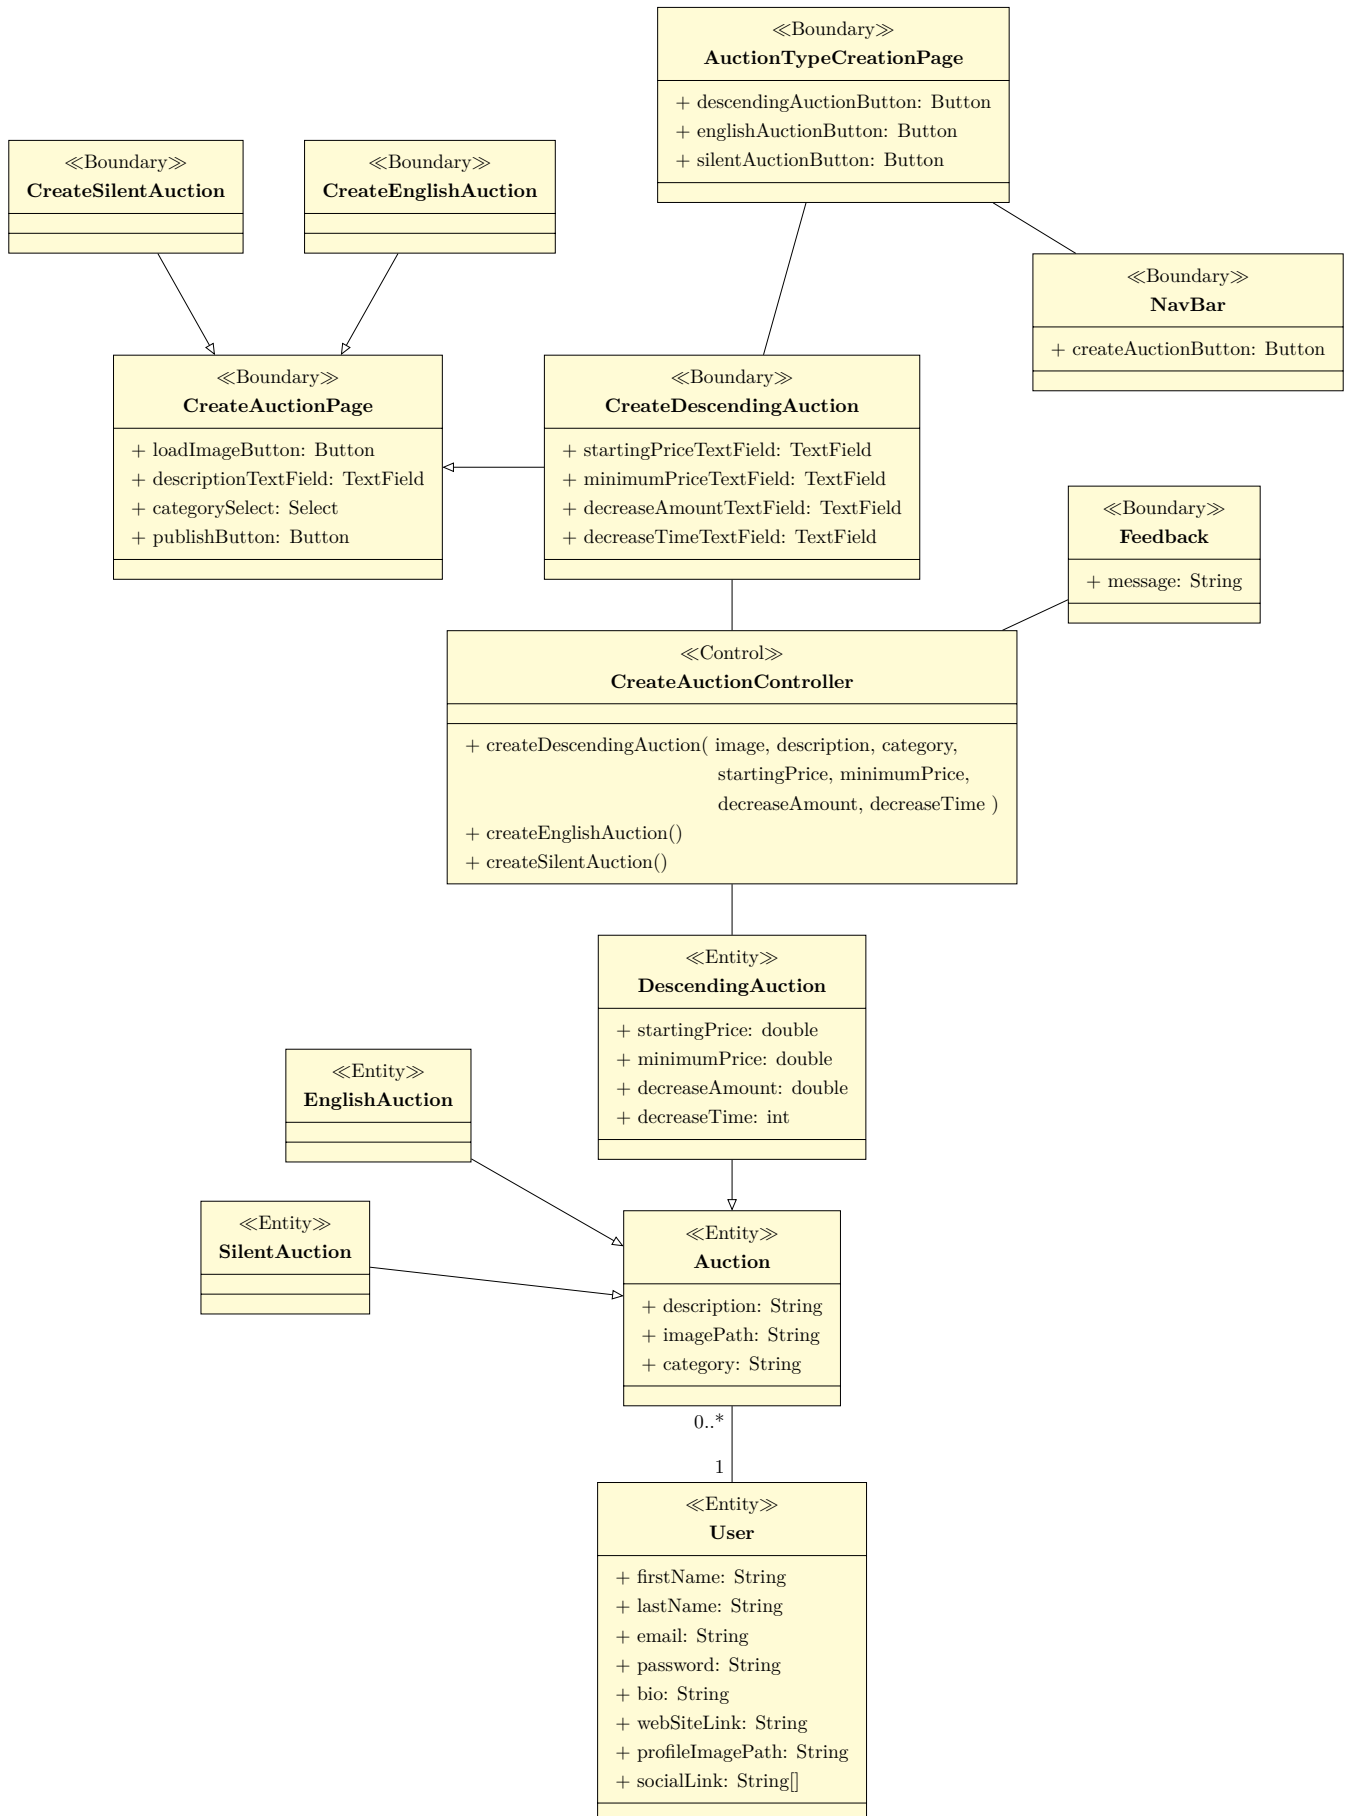 ≪Boundary≫
AuctionTypeCreationPage
+ descendingAuctionButton: Button
+ englishAuctionButton: Button
+ silentAuctionButton: Button
≪Boundary≫
CreateSilentAuction
≪Boundary≫
CreateEnglishAuction
≪Boundary≫
NavBar
+ createAuctionButton: Button
≪Boundary≫
CreateAuctionPage
+ loadImageButton: Button
+ descriptionTextField: TextField
+ categorySelect: Select
+ publishButton: Button
≪Boundary≫
CreateDescendingAuction
+ startingPriceTextField: TextField
+ minimumPriceTextField: TextField
+ decreaseAmountTextField: TextField
+ decreaseTimeTextField: TextField
≪Boundary≫
Feedback
+ message: String
≪Control≫
CreateAuctionController
+ createDescendingAuction( image, description, category,
startingPrice, minimumPrice,
decreaseAmount, decreaseTime )
+ createEnglishAuction()
+ createSilentAuction()
≪Entity≫
DescendingAuction
+ startingPrice: double
+ minimumPrice: double
+ decreaseAmount: double
+ decreaseTime: int
≪Entity≫
EnglishAuction
≪Entity≫
SilentAuction
≪Entity≫
Auction
+ description: String
+ imagePath: String
+ category: String
0..*
1
≪Entity≫
User
+ firstName: String
+ lastName: String
+ email: String
+ password: String
+ bio: String
+ webSiteLink: String
+ profileImagePath: String
+ socialLink: String[]